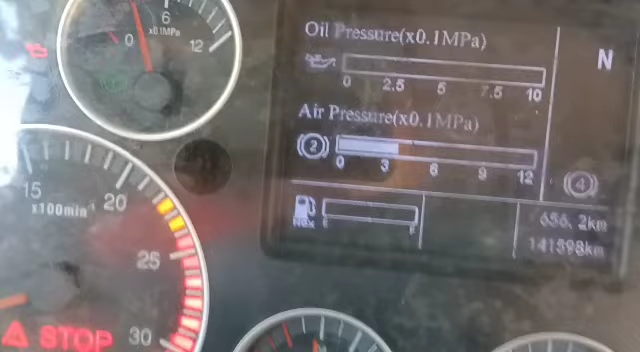 6
x0.1MPa
0
12
Oil Pressure(x0.1MPa)
0 2.5 5 7.5 10
N
Air Pressure(x0.1MPa)
2
0 3 6 9 12
4
E F
656.2km
141598km
15
20
x100min⁻¹
25
30
STOP